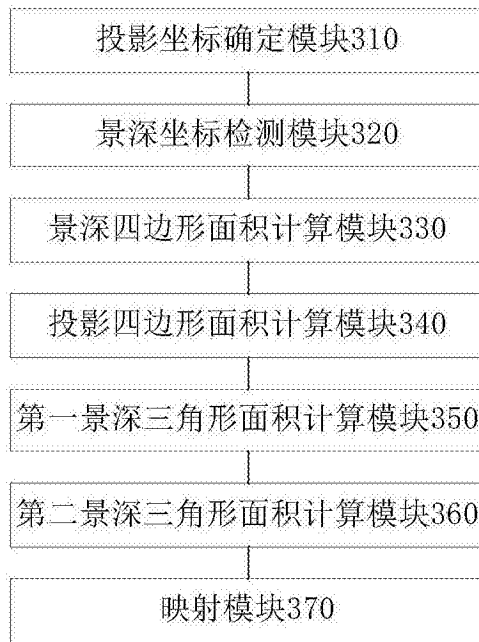 投影坐标确定模块310
景深坐标检测模块320
景深四边形面积计算模块330
投影四边形面积计算模块340
第一景深三角形面积计算模块350
第二景深三角形面积计算模块360
映射模块370